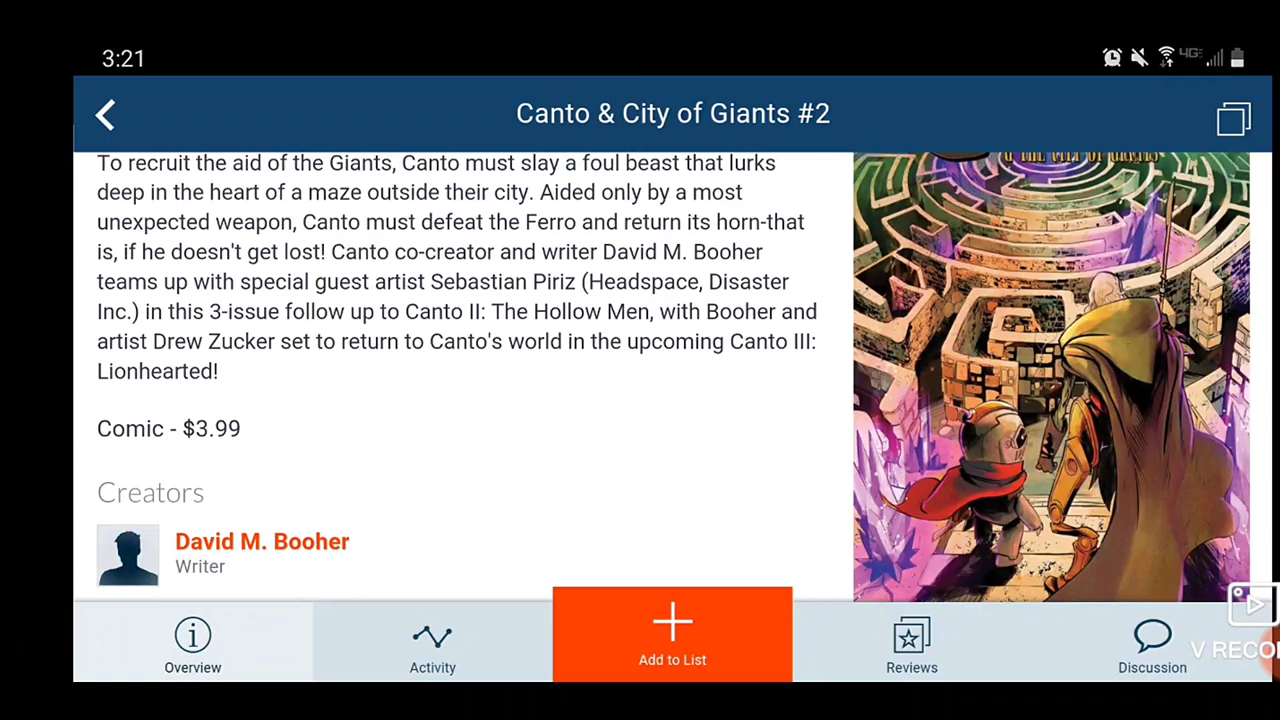 3:21
4GE
Canto & City of Giants #2
& THE CITY OF GIANTS
To recruit the aid of the Giants, Canto must slay a foul beast that lurks
deep in the heart of a maze outside their city. Aided only by a most
unexpected weapon, Canto must defeat the Ferro and return its horn-that
is, if he doesn't get lost! Canto co-creator and writer David M. Booher
teams up with special guest artist Sebastian Piriz (Headspace, Disaster
Inc.) in this 3-issue follow up to Canto II: The Hollow Men, with Booher and
artist Drew Zucker set to return to Canto's world in the upcoming Canto III:
Lionhearted!
Comic - $3.99
Creators
David M. Booher
Writer
Overview
Activity
Add to List
Reviews
Discussion
V RECO